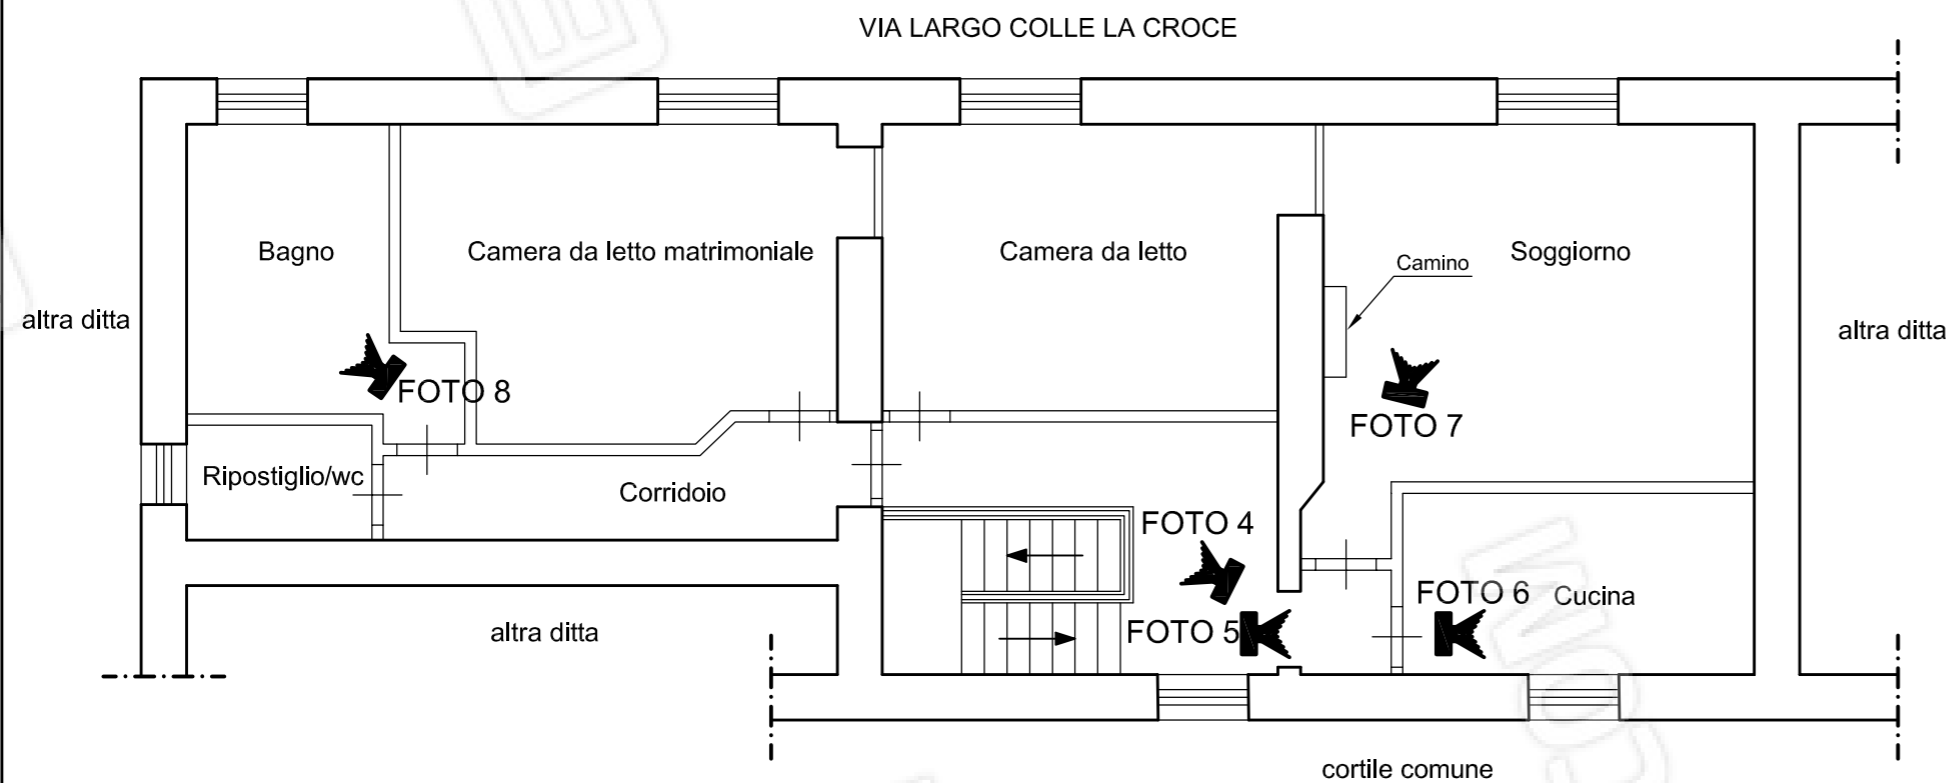 VIA LARGO COLLE LA CROCE
Bagno
Camera da letto matrimoniale
Camera da letto
Camino
Soggiorno
altra ditta
altra ditta
FOTO 8
FOTO 7
Ripostiglio/wc
Corridoio
FOTO 4
FOTO 6
Cucina
altra ditta
FOTO 5
cortile comune